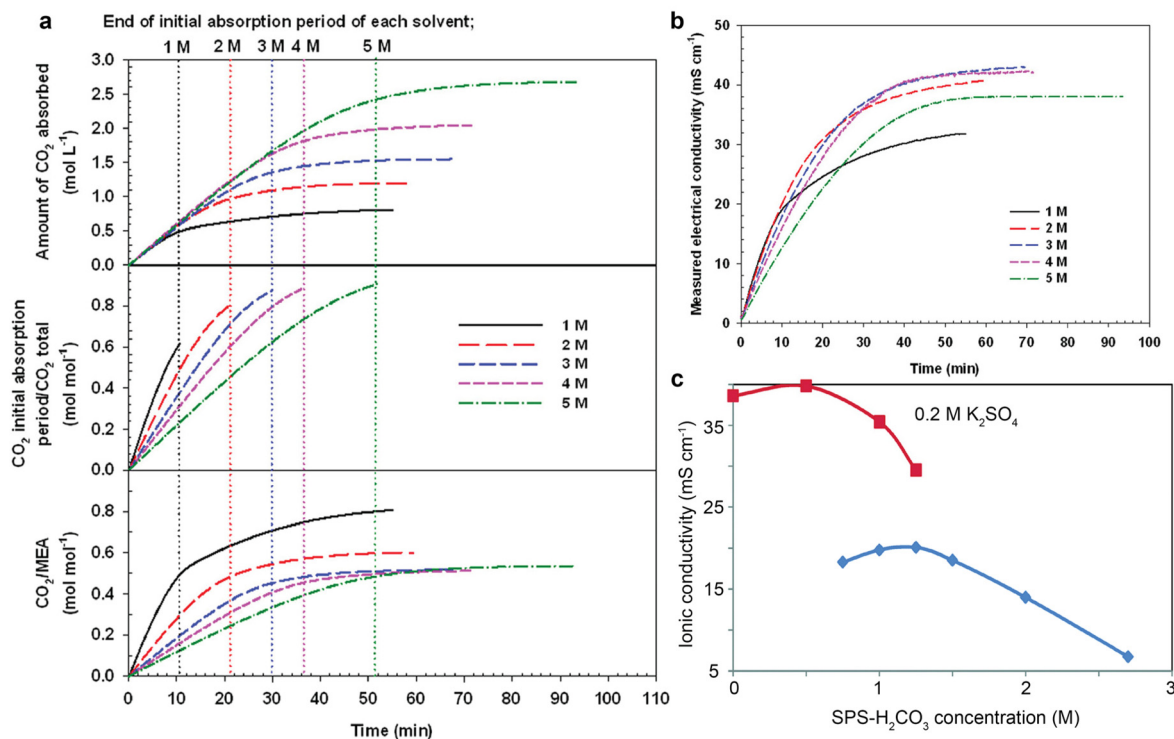 a
End of initial absorption period of each solvent;
1 M 2 M 3 M 4 M 5 M
Amount of CO₂ absorbed
(mol L⁻¹)
3.0
2.5
2.0
1.5
1.0
0.5
0.0
CO₂ initial absorption
period/CO₂ total
(mol mol⁻¹)
0.8
0.6
0.4
0.2
0.0
1 M
2 M
3 M
4 M
5 M
CO₂/MEA
(mol mol⁻¹)
0.8
0.6
0.4
0.2
0.0
0 10 20 30 40 50 60 70 80 90 100 110
Time (min)
b
Measured electrical conductivity (mS cm⁻¹)
50
40
30
20
10
0
1 M
2 M
3 M
4 M
5 M
0 10 20 30 40 50 60 70 80 90 100
Time (min)
c
Ionic conductivity (mS cm⁻¹)
35
25
15
5
0.2 M K₂SO₄
0 1 2 3
SPS-H₂CO₃ concentration (M)